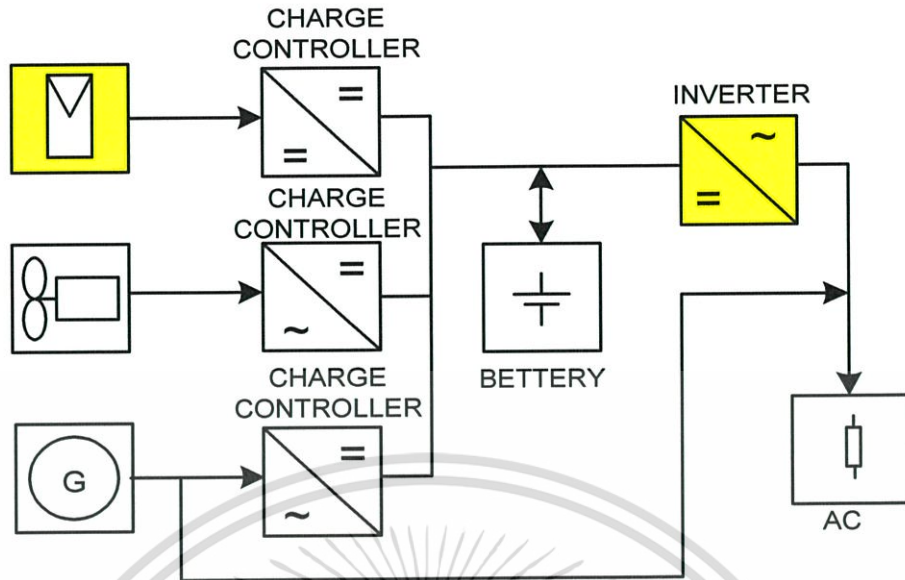 CHARGE
CONTROLLER
=
=
INVERTER
~
=
CHARGE
CONTROLLER
=
~
BETTERY
CHARGE
CONTROLLER
G
=
~
AC